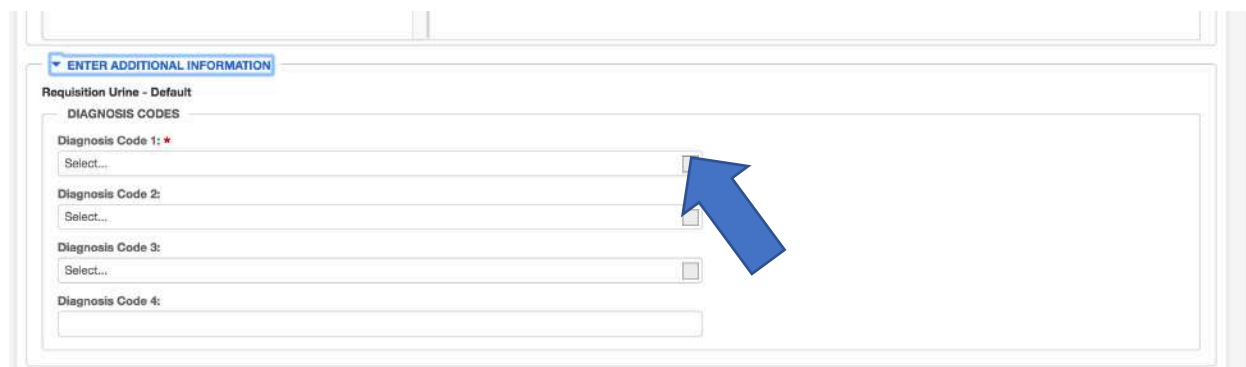 ENTER ADDITIONAL INFORMATION
Requisition Urine - Default
DIAGNOSIS CODES
Diagnosis Code 1: *
Select...
Diagnosis Code 2:
Select...
Diagnosis Code 3:
Select...
Diagnosis Code 4: